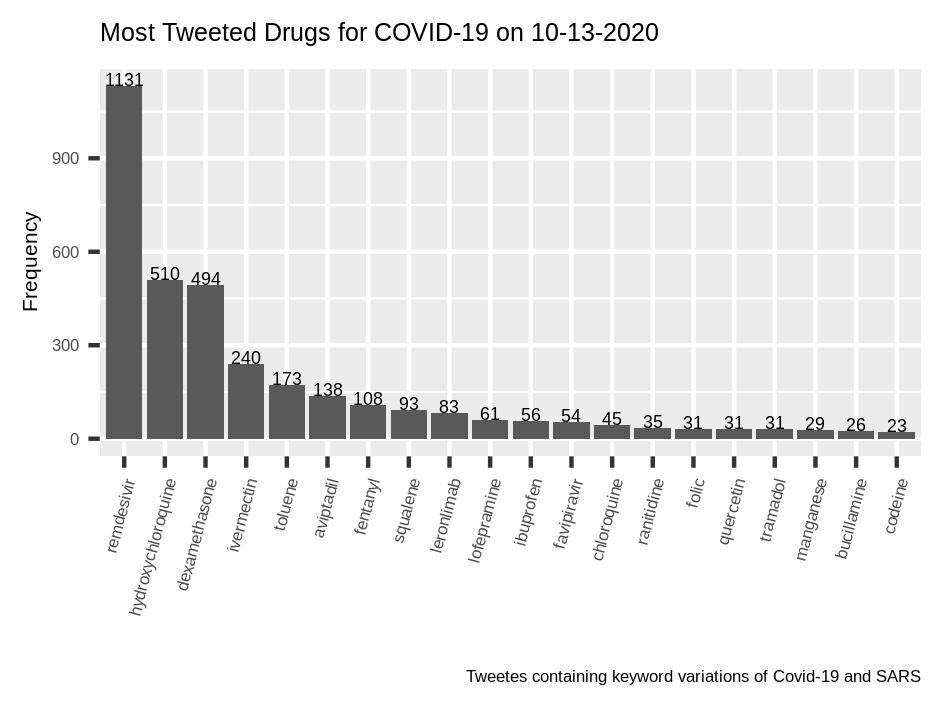 Most Tweeted Drugs for COVID-19 on 10-13-2020
Frequency
900
600
300
0
1131
510
494
240
173
138
108
93
83
61
56
54
45
35
31
31
31
29
26
23
remdesivir
hydroxychloroquine
dexamethasone
ivermectin
toluene
aviptadil
fentanyl
squalene
leronlimab
lofepramine
ibuprofen
favipiravir
chloroquine
ranitidine
folic
quercetin
tramadol
manganese
bucillamine
codeine
Tweetes containing keyword variations of Covid-19 and SARS